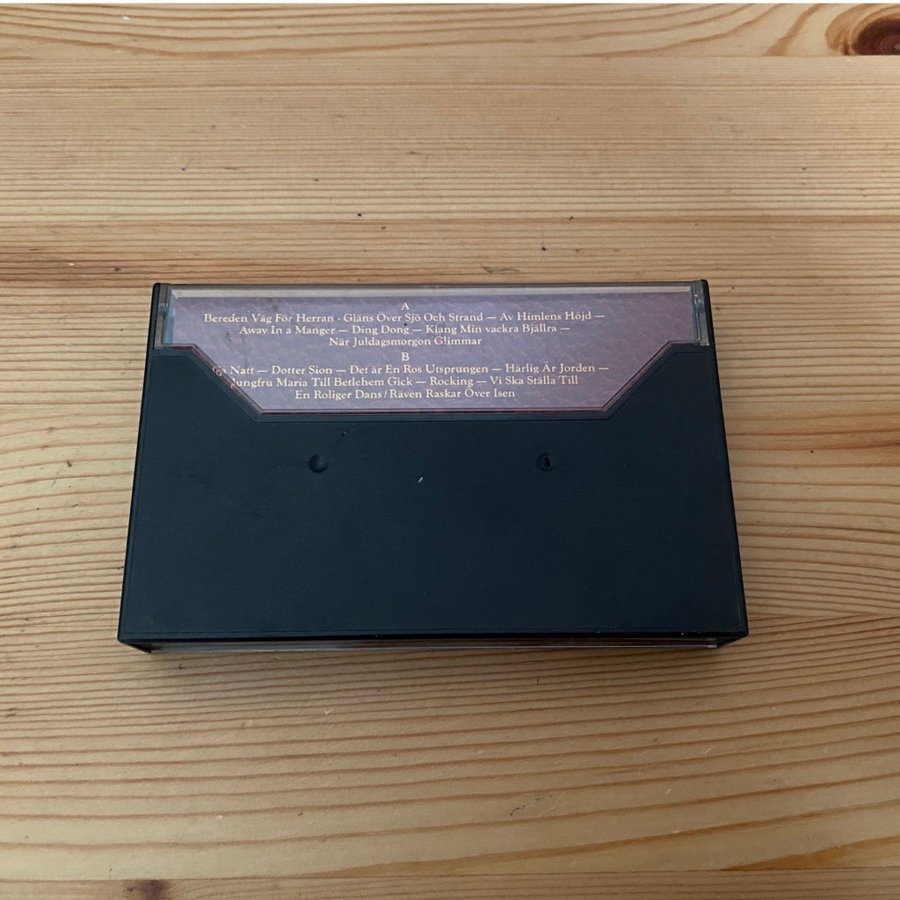 A
Bereden Väg För Herran - Gläns Över Sjö Och Strand — Av Himlens Höjd —
Away In a Manger — Ding Dong — Klang Min vackra Bjällra —
När Juldagsmorgon Glimmar
B
Natt — Dotter Sion — Det är En Ros Utsprungen — Härlig Är Jorden —
Jungfru Maria Till Betlehem Gick — Rocking — Vi Ska Ställa Till
En Roliger Dans / Räven Raskar Över Isen